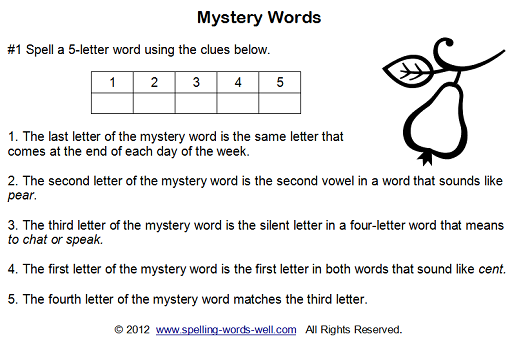 Mystery Words
#1 Spell a 5-letter word using the clues below.
1 2 3 4 5
1. The last letter of the mystery word is the same letter that
comes at the end of each day of the week.
2. The second letter of the mystery word is the second vowel in a word that sounds like
pear.
3. The third letter of the mystery word is the silent letter in a four-letter word that means
to chat or speak.
4. The first letter of the mystery word is the first letter in both words that sound like cent.
5. The fourth letter of the mystery word matches the third letter.
© 2012 www.spelling-words-well.com All Rights Reserved.